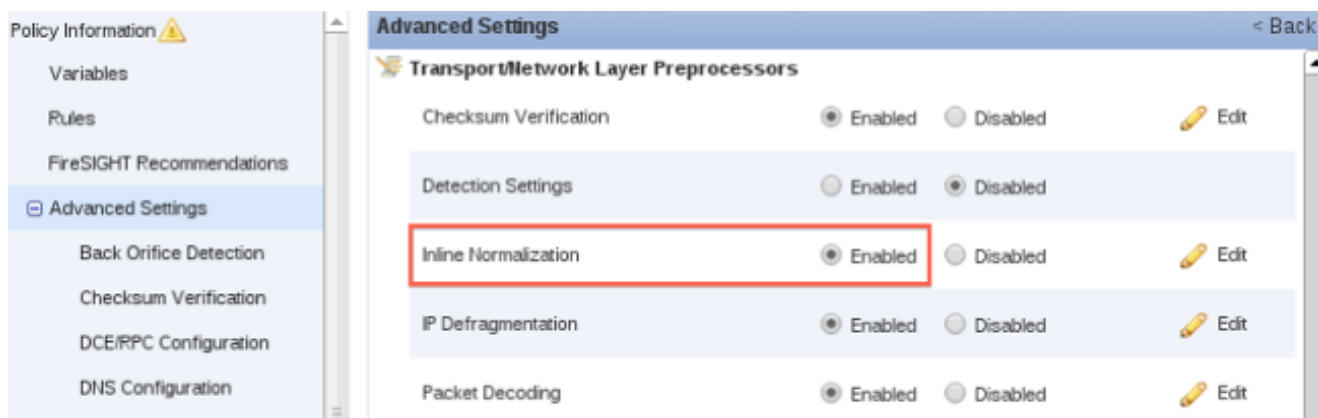 Policy Information
Variables
Rules
FireSIGHT Recommendations
Advanced Settings
Back Orifice Detection
Checksum Verification
DCE/RPC Configuration
DNS Configuration
Advanced Settings < Back
Transport/Network Layer Preprocessors
Checksum Verification Enabled Disabled Edit
Detection Settings Enabled Disabled
Inline Normalization Enabled Disabled Edit
IP Defragmentation Enabled Disabled Edit
Packet Decoding Enabled Disabled Edit